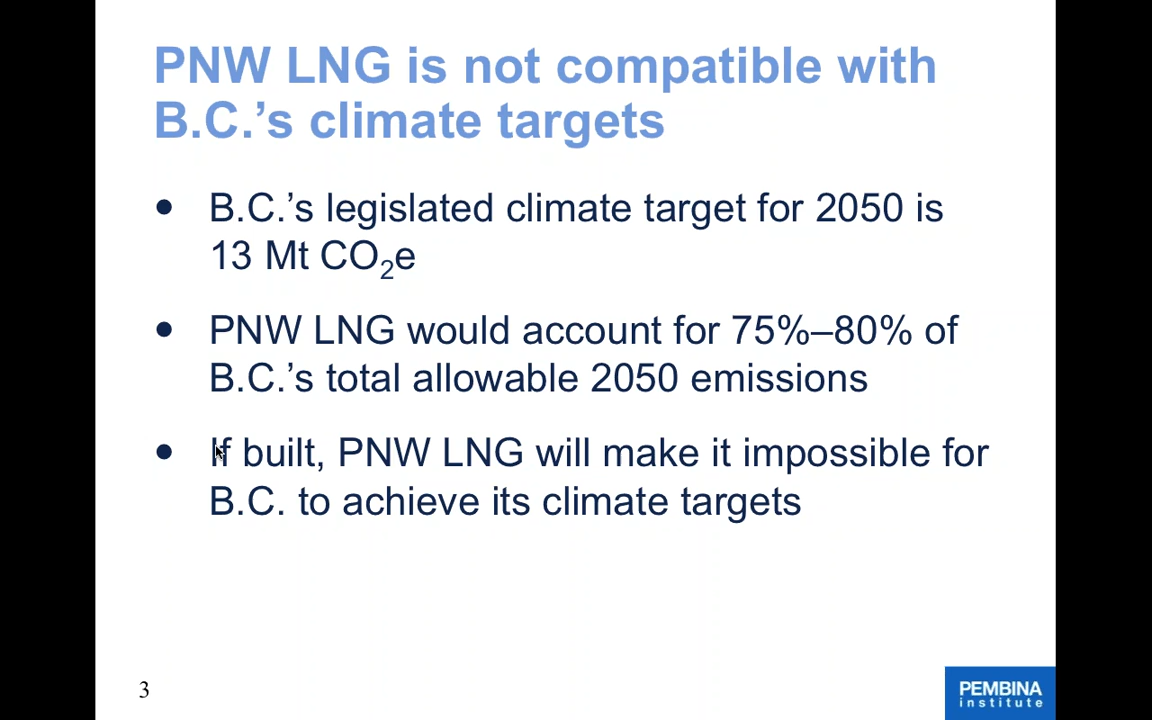 PNW LNG is not compatible with
B.C.’s climate targets
• B.C.’s legislated climate target for 2050 is
13 Mt CO₂e
• PNW LNG would account for 75%–80% of
B.C.’s total allowable 2050 emissions
• If built, PNW LNG will make it impossible for
B.C. to achieve its climate targets
3
PEMBINA
institute